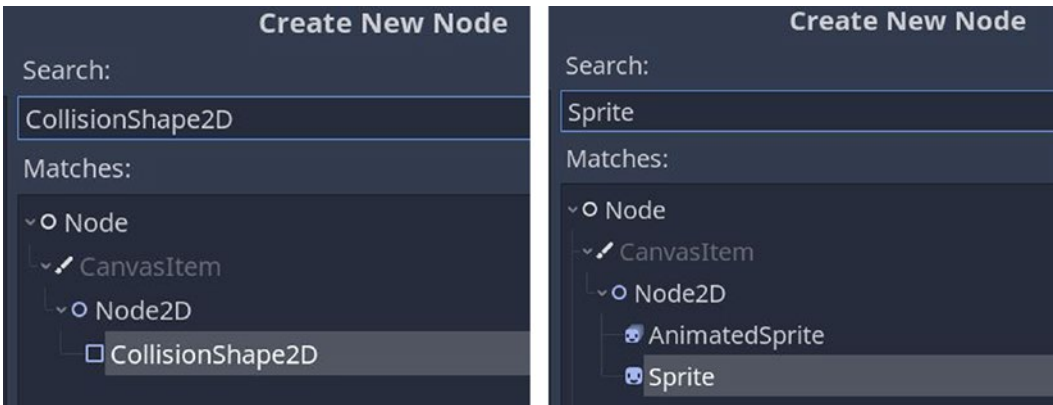 Create New Node
Search:
CollisionShape2D
Matches:
Node
CanvasItem
Node2D
CollisionShape2D
Create New Node
Search:
Sprite
Matches:
Node
CanvasItem
Node2D
AnimatedSprite
Sprite